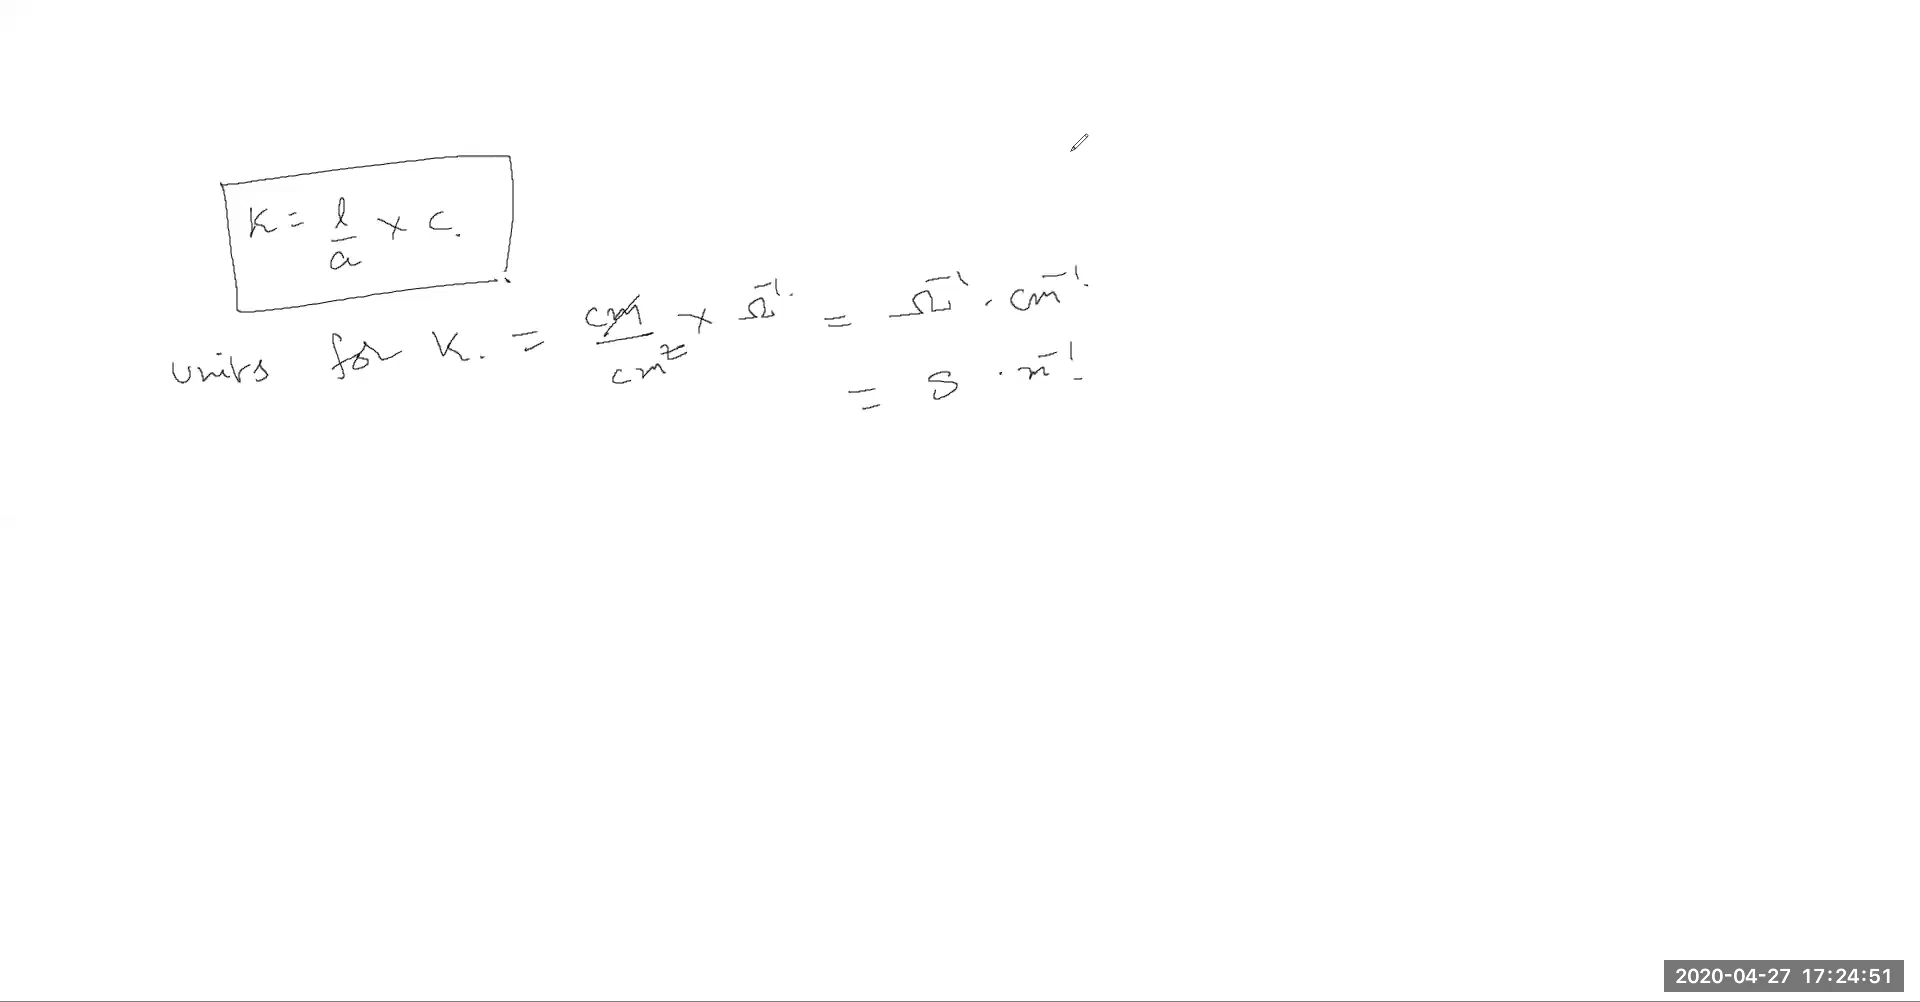 K = l/a × c.
units for K. = cm/cm² × Ω⁻¹. = Ω⁻¹ · cm⁻¹.
= S · m⁻¹.
2020-04-27 17:24:51